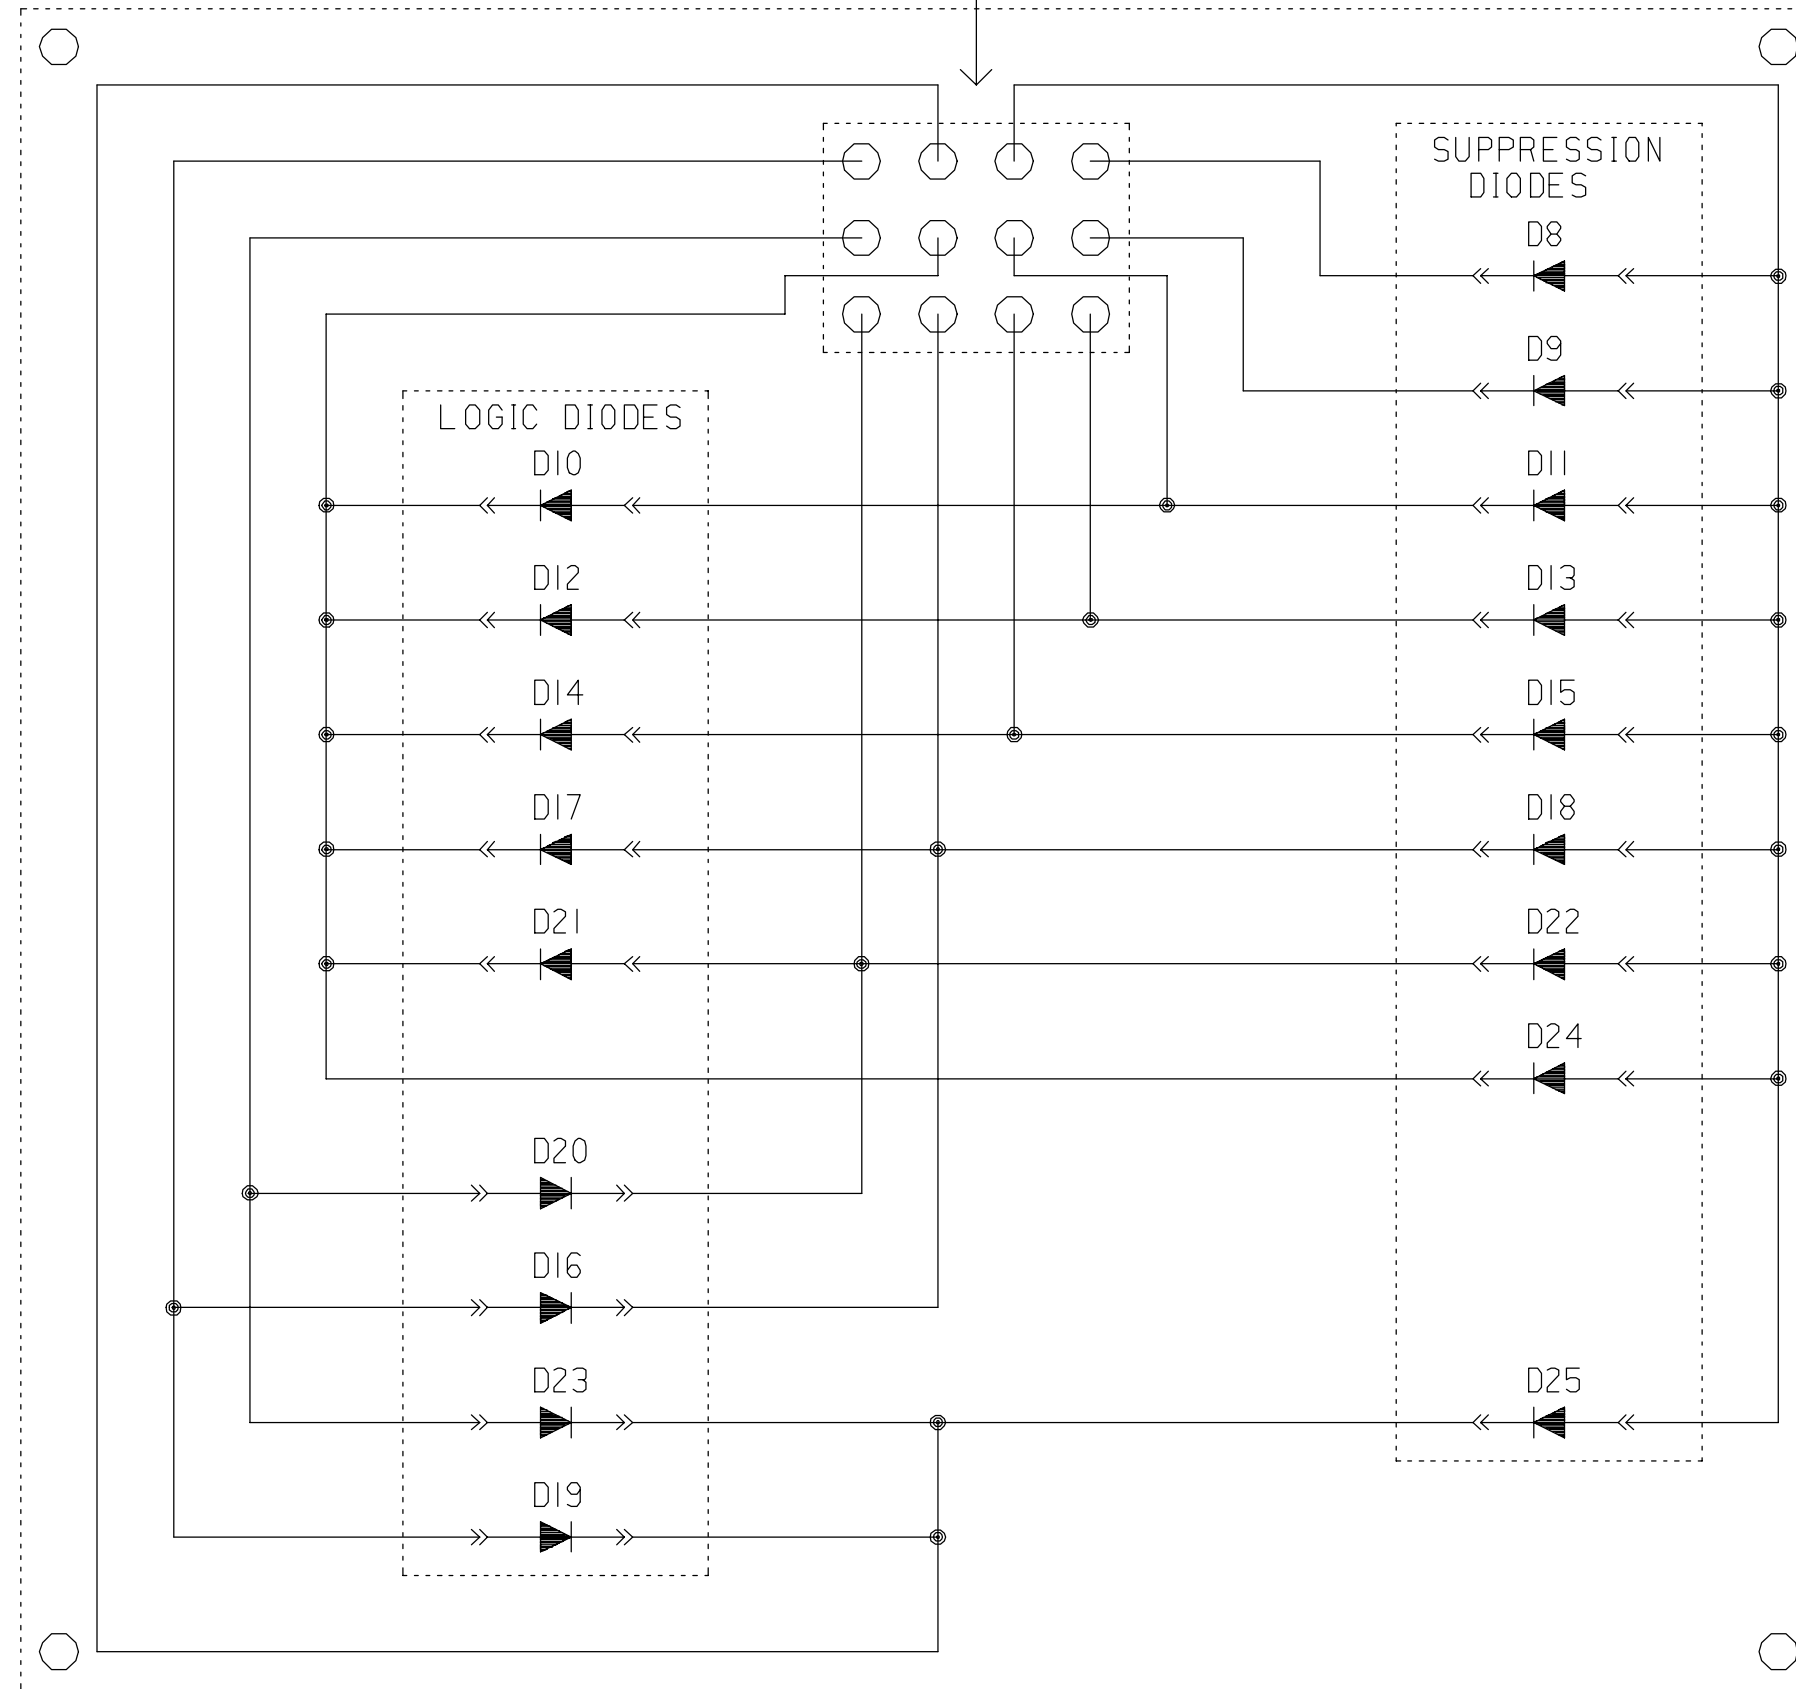 SUPPRESSION
DIODES
D8
D9
LOGIC DIODES
D10
D11
D12
D13
D14
D15
D17
D18
D21
D22
D24
D20
D16
D23
D25
D19